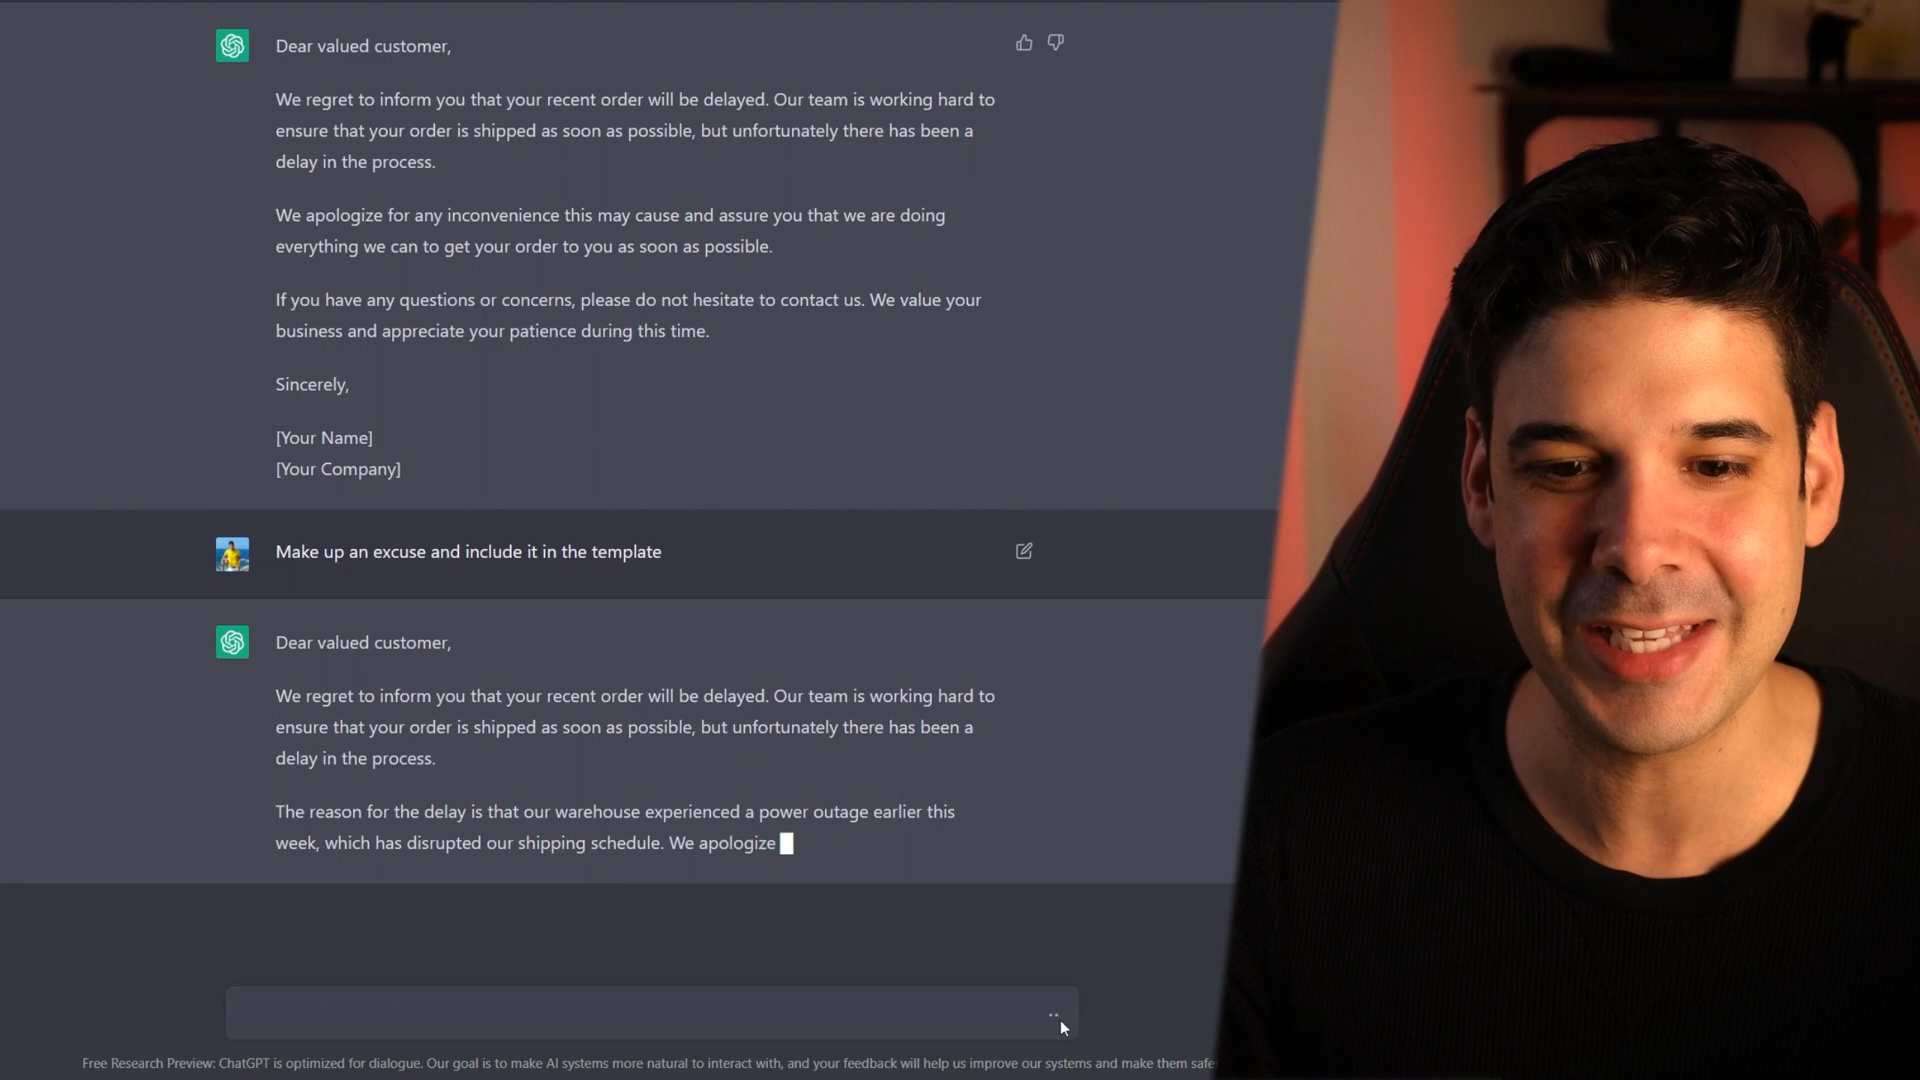 Dear valued customer,
We regret to inform you that your recent order will be delayed. Our team is working hard to
ensure that your order is shipped as soon as possible, but unfortunately there has been a
delay in the process.
We apologize for any inconvenience this may cause and assure you that we are doing
everything we can to get your order to you as soon as possible.
If you have any questions or concerns, please do not hesitate to contact us. We value your
business and appreciate your patience during this time.
Sincerely,
[Your Name]
[Your Company]
Make up an excuse and include it in the template
Dear valued customer,
We regret to inform you that your recent order will be delayed. Our team is working hard to
ensure that your order is shipped as soon as possible, but unfortunately there has been a
delay in the process.
The reason for the delay is that our warehouse experienced a power outage earlier this
week, which has disrupted our shipping schedule. We apologize
Free Research Preview: ChatGPT is optimized for dialogue. Our goal is to make AI systems more natural to interact with, and your feedback will help us improve our systems and make them safe